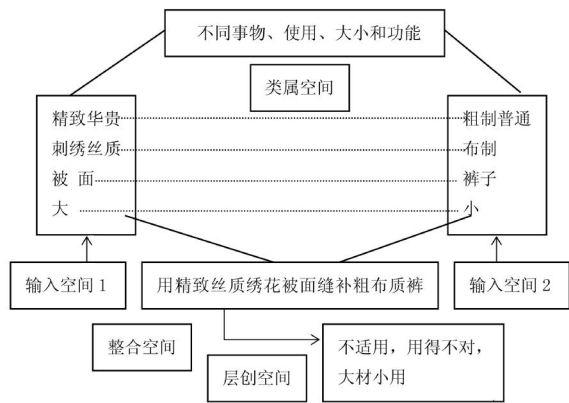 不同事物、使用、大小和功能
类属空间
精致华贵
粗制普通
刺绣丝质
布制
被 面
裤子
大
小
输入空间1
用精致丝质绣花被面缝补粗布质裤
输入空间2
整合空间
不适用，用得不对，
大材小用
层创空间